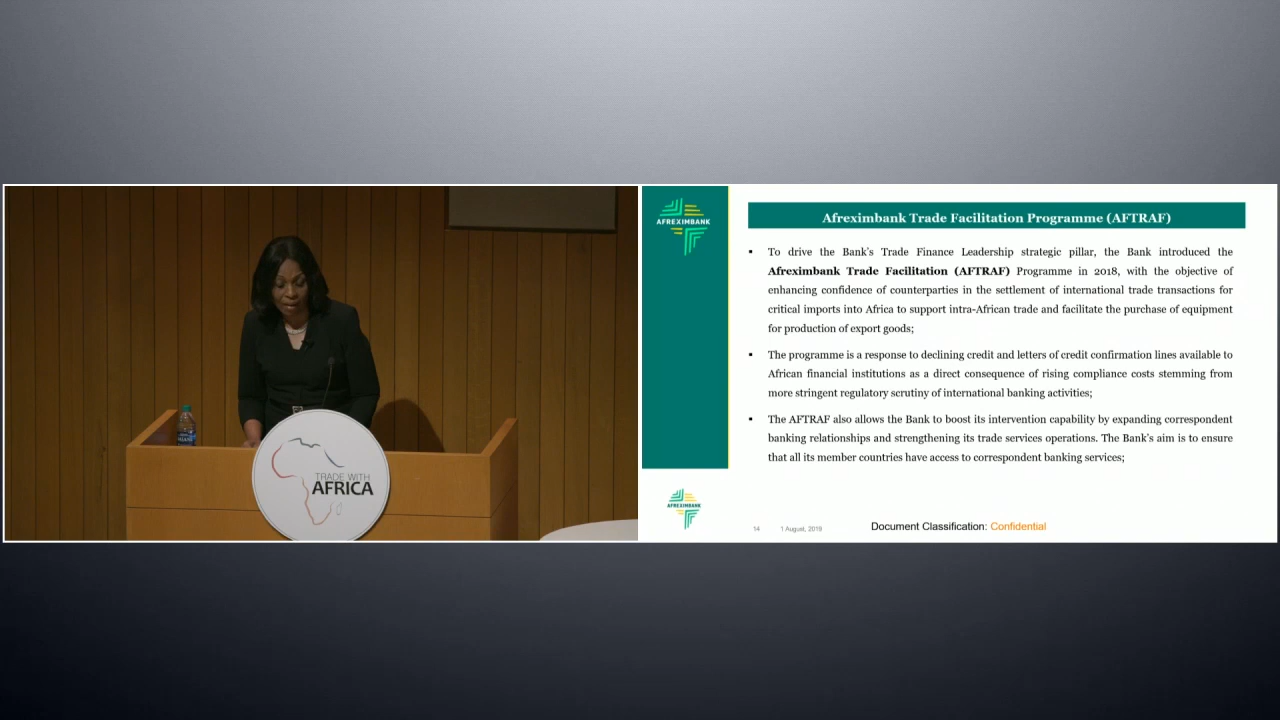 TRADE WITH
AFRICA
AFREXIMBANK
Afreximbank Trade Facilitation Programme (AFTRAF)
▪ To drive the Bank's Trade Finance Leadership strategic pillar, the Bank introduced the
Afreximbank Trade Facilitation (AFTRAF) Programme in 2018, with the objective of
enhancing confidence of counterparties in the settlement of international trade transactions for
critical imports into Africa to support intra-African trade and facilitate the purchase of equipment
for production of export goods;
▪ The programme is a response to declining credit and letters of credit confirmation lines available to
African financial institutions as a direct consequence of rising compliance costs stemming from
more stringent regulatory scrutiny of international banking activities;
▪ The AFTRAF also allows the Bank to boost its intervention capability by expanding correspondent
banking relationships and strengthening its trade services operations. The Bank's aim is to ensure
that all its member countries have access to correspondent banking services;
AFREXIMBANK
14 1 August, 2019 Document Classification: Confidential